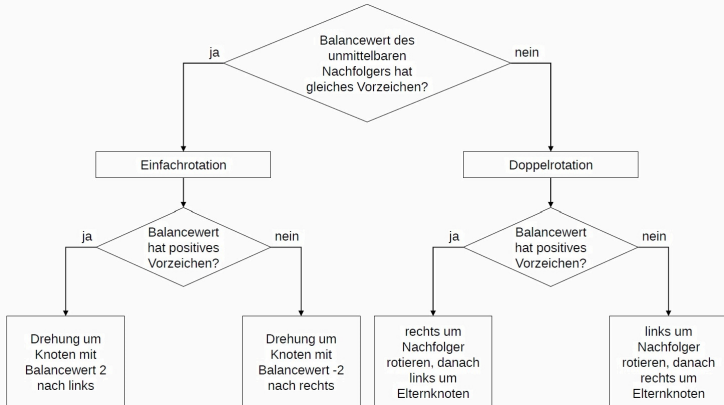 Balancewert des
unmittelbaren
Nachfolgers hat
gleiches Vorzeichen?
ja
nein
Einfachrotation
Doppelrotation
Balancewert
hat positives
Vorzeichen?
ja
nein
Balancewert
hat positives
Vorzeichen?
ja
nein
Drehung um
Knoten mit
Balancewert 2
nach links
Drehung um
Knoten mit
Balancewert -2
nach rechts
rechts um
Nachfolger
rotieren, danach
links um
Elternknoten
links um
Nachfolger
rotieren, danach
rechts um
Elternknoten